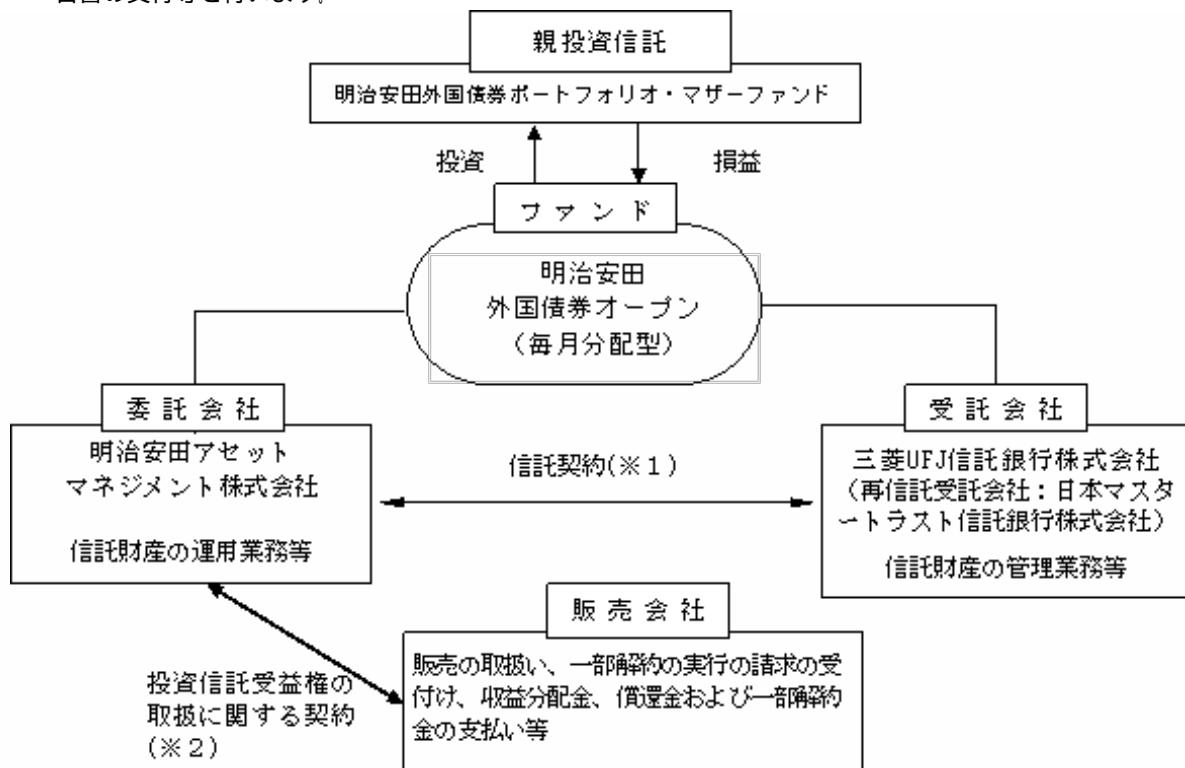 親投資信託
明治安田外国債券ポートフォリオ・マザーファンド
投資
損益
ファンド
明治安田
外国債券オープン
（毎月分配型）
委託会社
明治安田アセット
マネジメント株式会社
信託財産の運用業務等
信託契約(※１)
受託会社
三菱UFJ信託銀行株式会社
（再信託受託会社：日本マスタ
ートラスト信託銀行株式会社）
信託財産の管理業務等
販売会社
販売の取扱い、一部解約の実行の請求の受
付け、収益分配金、償還金および一部解約
金の支払い等
投資信託受益権の
取扱に関する契約
(※２)